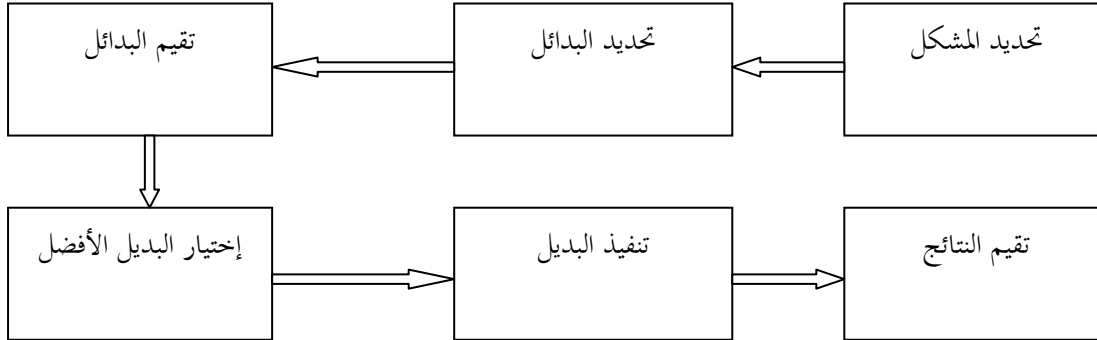 تحديد المشكل
تحديد البدائل
تقيم البدائل
إختيار البديل الأفضل
تنفيذ البديل
تقيم النتائج